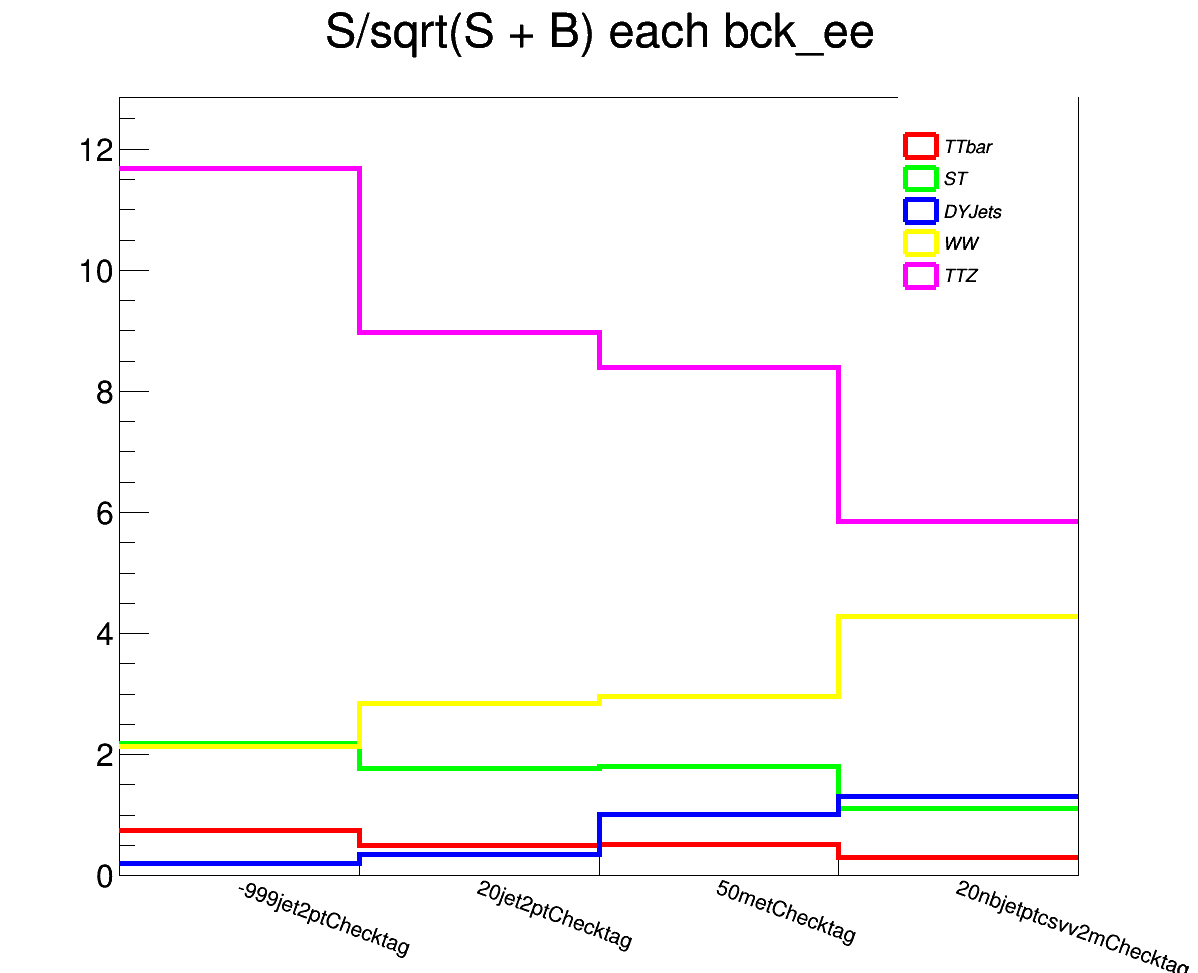 S/sqrt(S + B) each bck_ee
12
10
8
6
4
2
0
TTbar
ST
DYJets
WW
TTZ
-999jet2ptChecktag
20jet2ptChecktag
50metChecktag
20nbjetptcsvv2mChecktag